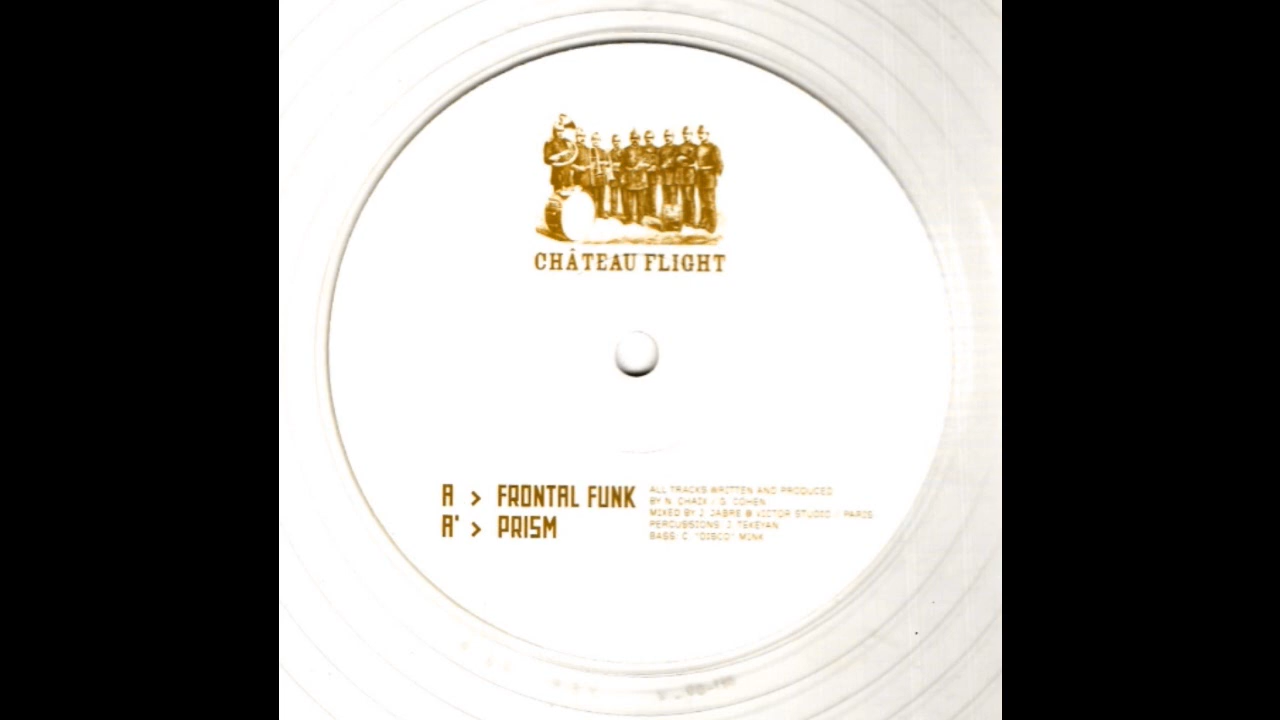 CHÂTEAU FLIGHT
A > FRONTAL FUNK
A' > PRISM
ALL TRACKS WRITTEN AND PRODUCED
BY N. CHAIX / G. COHEN
MIXED BY J. JABRE @ VICTOR STUDIO / PARIS
PERCUSSIONS: J. TEKEYAN
BASS: C. "DISCO" MINK